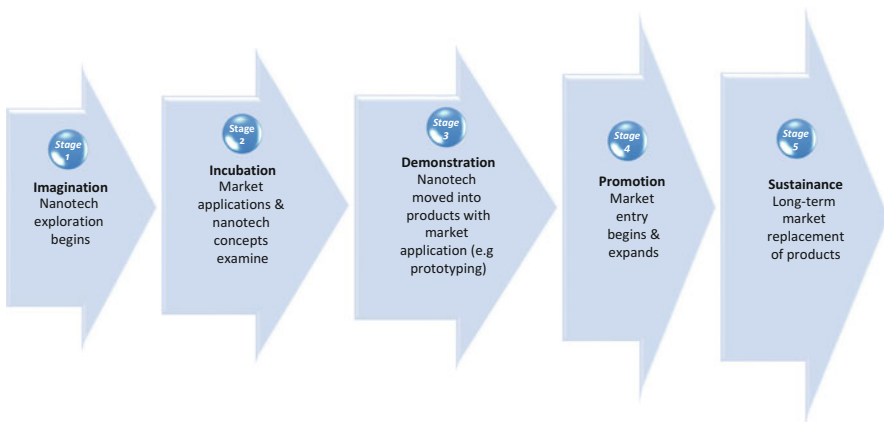 Stage
1
Imagination
Nanotech
exploration
begins
Stage
2
Incubation
Market
applications &
nanotech
concepts
examine
Stage
3
Demonstration
Nanotech
moved into
products with
market
application (e.g
prototyping)
Stage
4
Promotion
Market
entry
begins &
expands
Stage
5
Sustainance
Long-term
market
replacement
of products